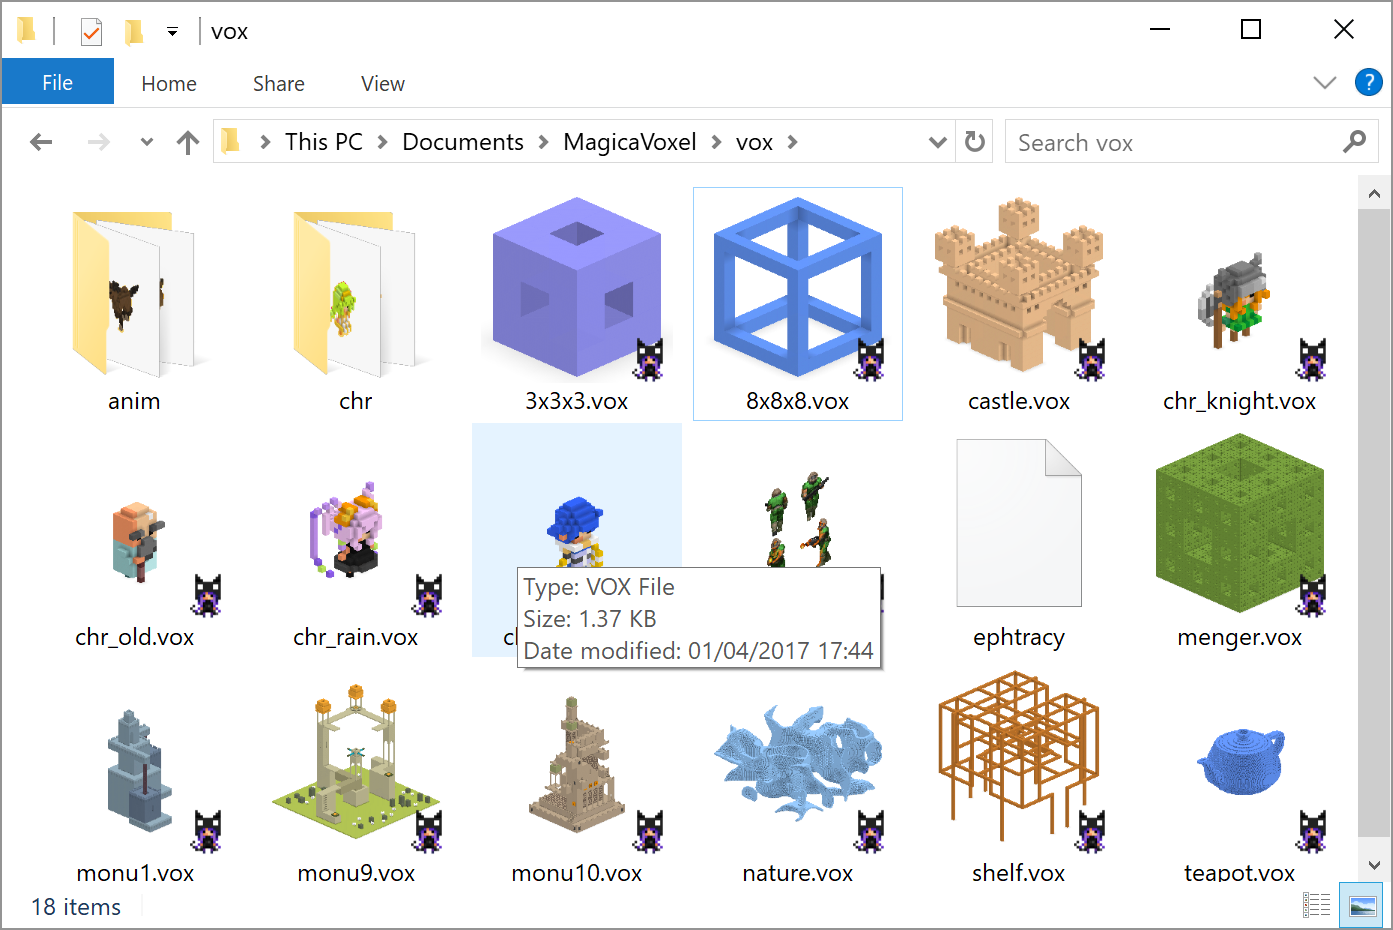 vox
File Home Share View
?
This PC Documents MagicaVoxel vox
Search vox
anim chr 3x3x3.vox 8x8x8.vox castle.vox chr_knight.vox
chr_old.vox chr_rain.vox ephtracy menger.vox
Type: VOX File
Size: 1.37 KB
Date modified: 01/04/2017 17:44
monu1.vox monu9.vox monu10.vox nature.vox shelf.vox teapot.vox
18 items